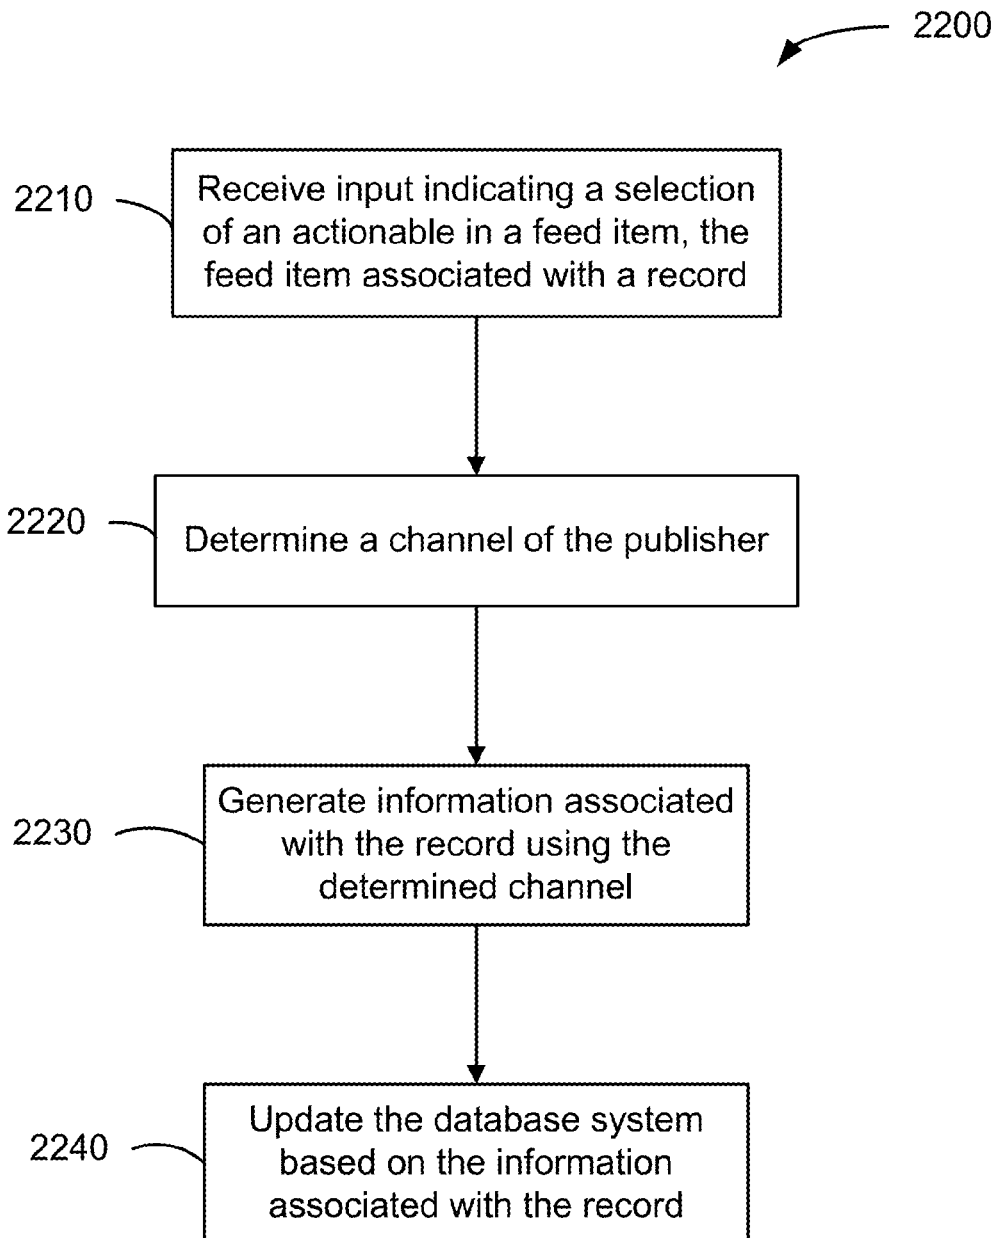 2200
2210
Receive input indicating a selection
of an actionable in a feed item, the
feed item associated with a record
2220
Determine a channel of the publisher
2230
Generate information associated
with the record using the
determined channel
2240
Update the database system
based on the information
associated with the record